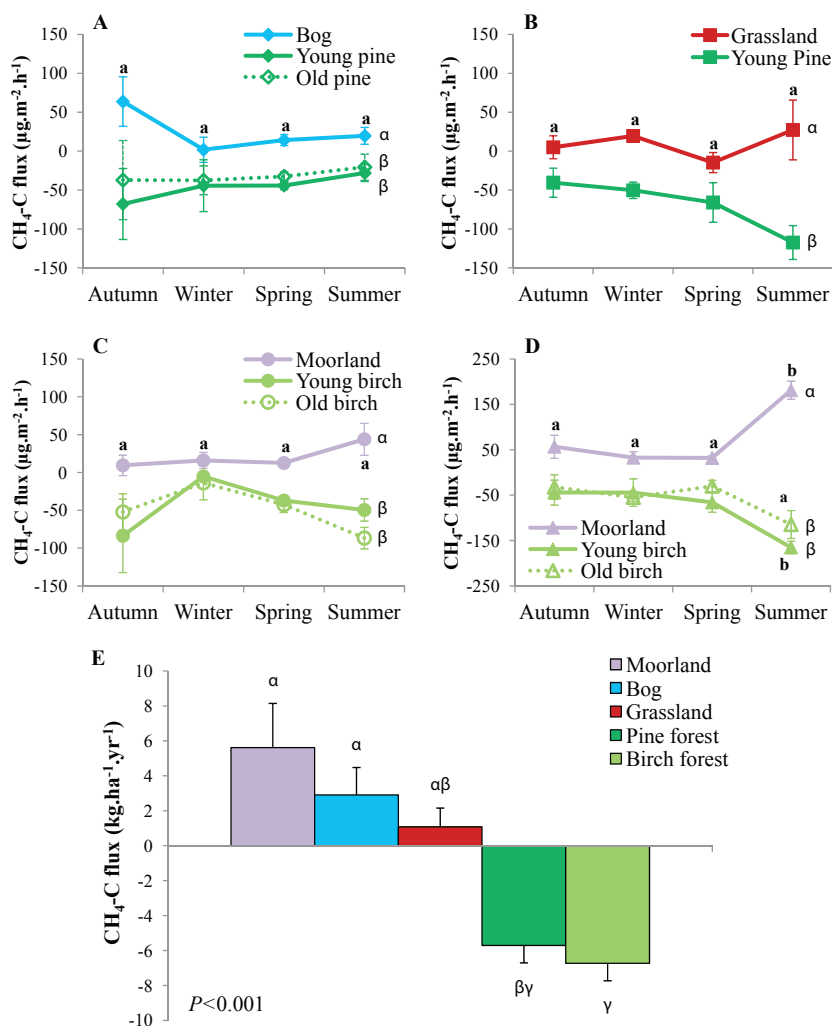 A
Bog
Young pine
Old pine
CH₄-C flux (µg.m⁻².h⁻¹)
150
100
50
0
-50
-100
-150
a
a
a
a
α
β
β
Autumn Winter Spring Summer
B
Grassland
Young Pine
CH₄-C flux (µg.m⁻².h⁻¹)
150
100
50
0
-50
-100
-150
a
a
a
a
α
β
Autumn Winter Spring Summer
C
Moorland
Young birch
Old birch
CH₄-C flux (µg.m⁻².h⁻¹)
150
100
50
0
-50
-100
-150
a
a
a
α
a
β
β
Autumn Winter Spring Summer
D
CH₄-C flux (µg.m⁻².h⁻¹)
250
150
50
-50
-150
-250
a
a
a
b
α
a
β
β
b
Moorland
Young birch
Old birch
Autumn Winter Spring Summer
E
Moorland
Bog
Grassland
Pine forest
Birch forest
CH₄-C flux (kg.ha⁻¹.yr⁻¹)
10
8
6
4
2
0
-2
-4
-6
-8
-10
α
α
αβ
βγ
γ
P<0.001